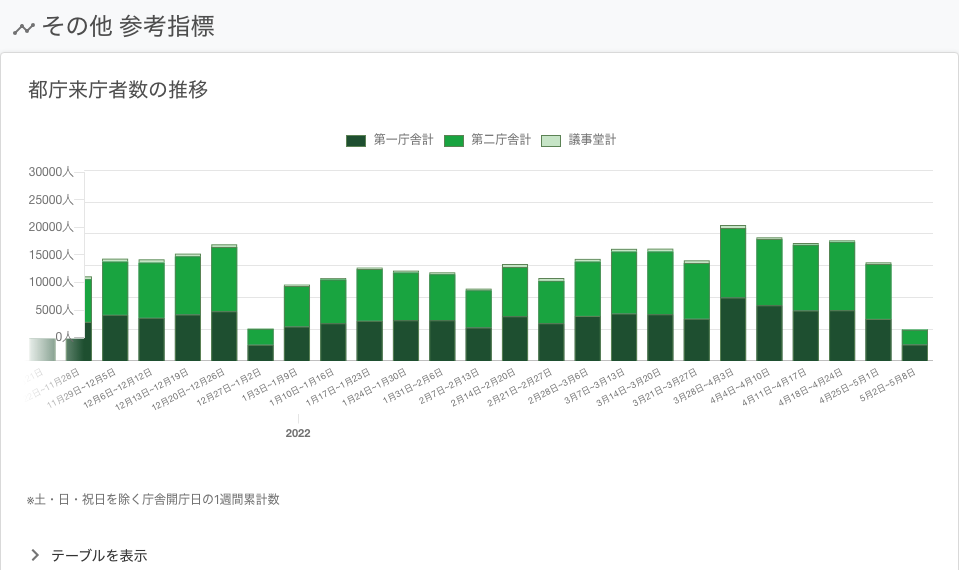 その他 参考指標
都庁来庁者数の推移
第一庁舎計 第二庁舎計 議事堂計
30000人
25000人
20000人
15000人
10000人
5000人
0人
11月29日~12月5日
12月6日~12月12日
12月13日~12月19日
12月20日~12月26日
12月27日~1月2日
1月3日~1月9日
1月10日~1月16日
1月17日~1月23日
1月24日~1月30日
1月31日~2月6日
2月7日~2月13日
2月14日~2月20日
2月21日~2月27日
2月28日~3月6日
3月7日~3月13日
3月14日~3月20日
3月21日~3月27日
3月28日~4月3日
4月4日~4月10日
4月11日~4月17日
4月18日~4月24日
4月25日~5月1日
5月2日~5月8日
2022
※土・日・祝日を除く庁舎開庁日の1週間累計数
テーブルを表示